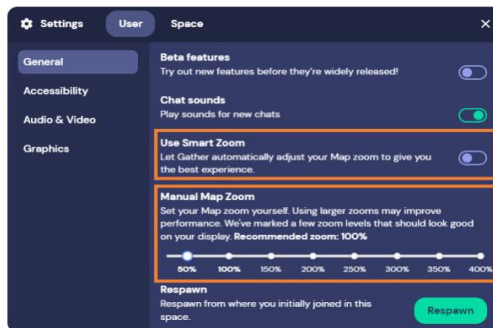 Settings User Space
General
Accessibility
Audio & Video
Graphics
Beta features
Try out new features before they're widely released!
Chat sounds
Play sounds for new chats
Use Smart Zoom
Let Gather automatically adjust your Map zoom to give you
the best experience.
Manual Map Zoom
Set your Map zoom yourself. Using larger zooms may improve
performance. We've marked a few zoom levels that should look good
on your display. Recommended zoom: 100%
50% 100% 150% 200% 250% 300% 350% 400%
Respawn
Respawn from where you initially joined in this
space.
Respawn